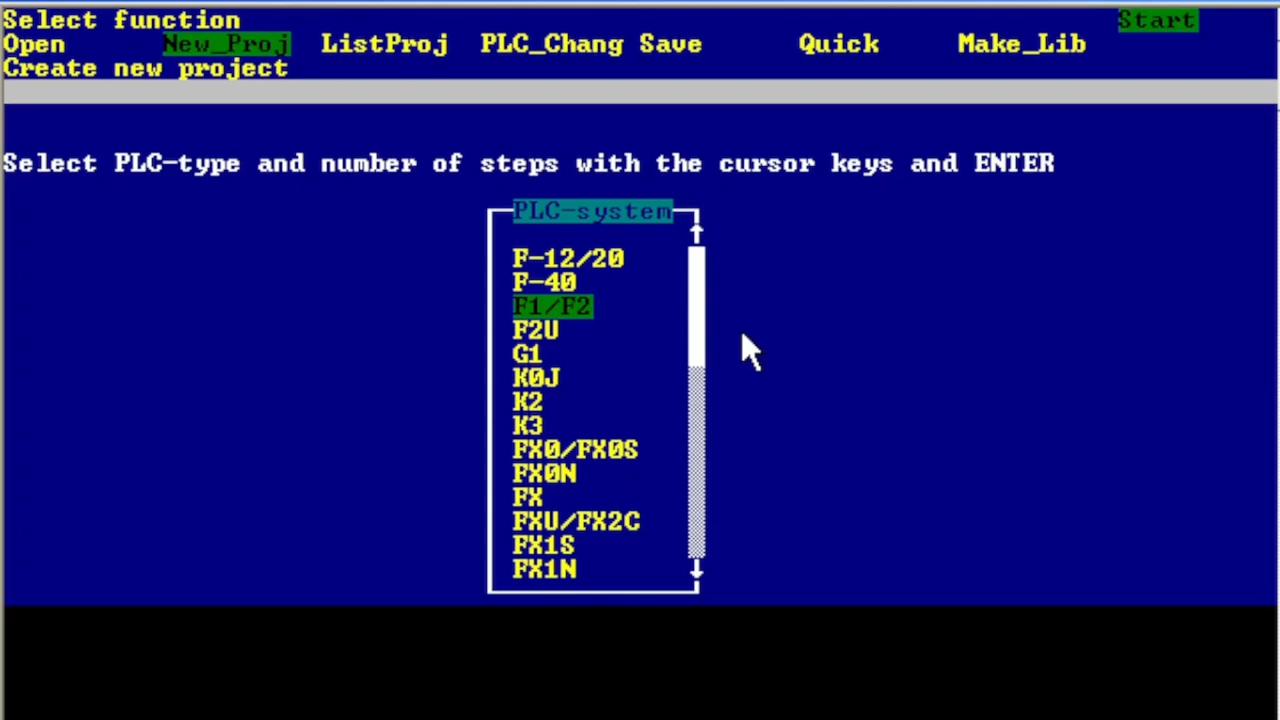 Select function Start
Open New_Proj ListProj PLC_Chang Save Quick Make_Lib
Create new project
Select PLC-type and number of steps with the cursor keys and ENTER
PLC-system
F-12/20
F-40
F1/F2
F2U
G1
K0J
K2
K3
FX0/FX0S
FX0N
FX
FXU/FX2C
FX1S
FX1N